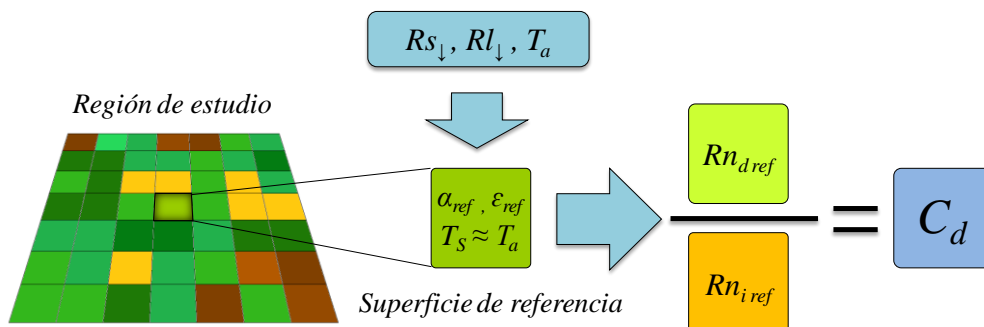 Rs↓, Rl↓, Ta
Región de estudio
αref , εref
TS ≈ Ta
Superficie de referencia
Rnd ref
Rni ref
=
Cd